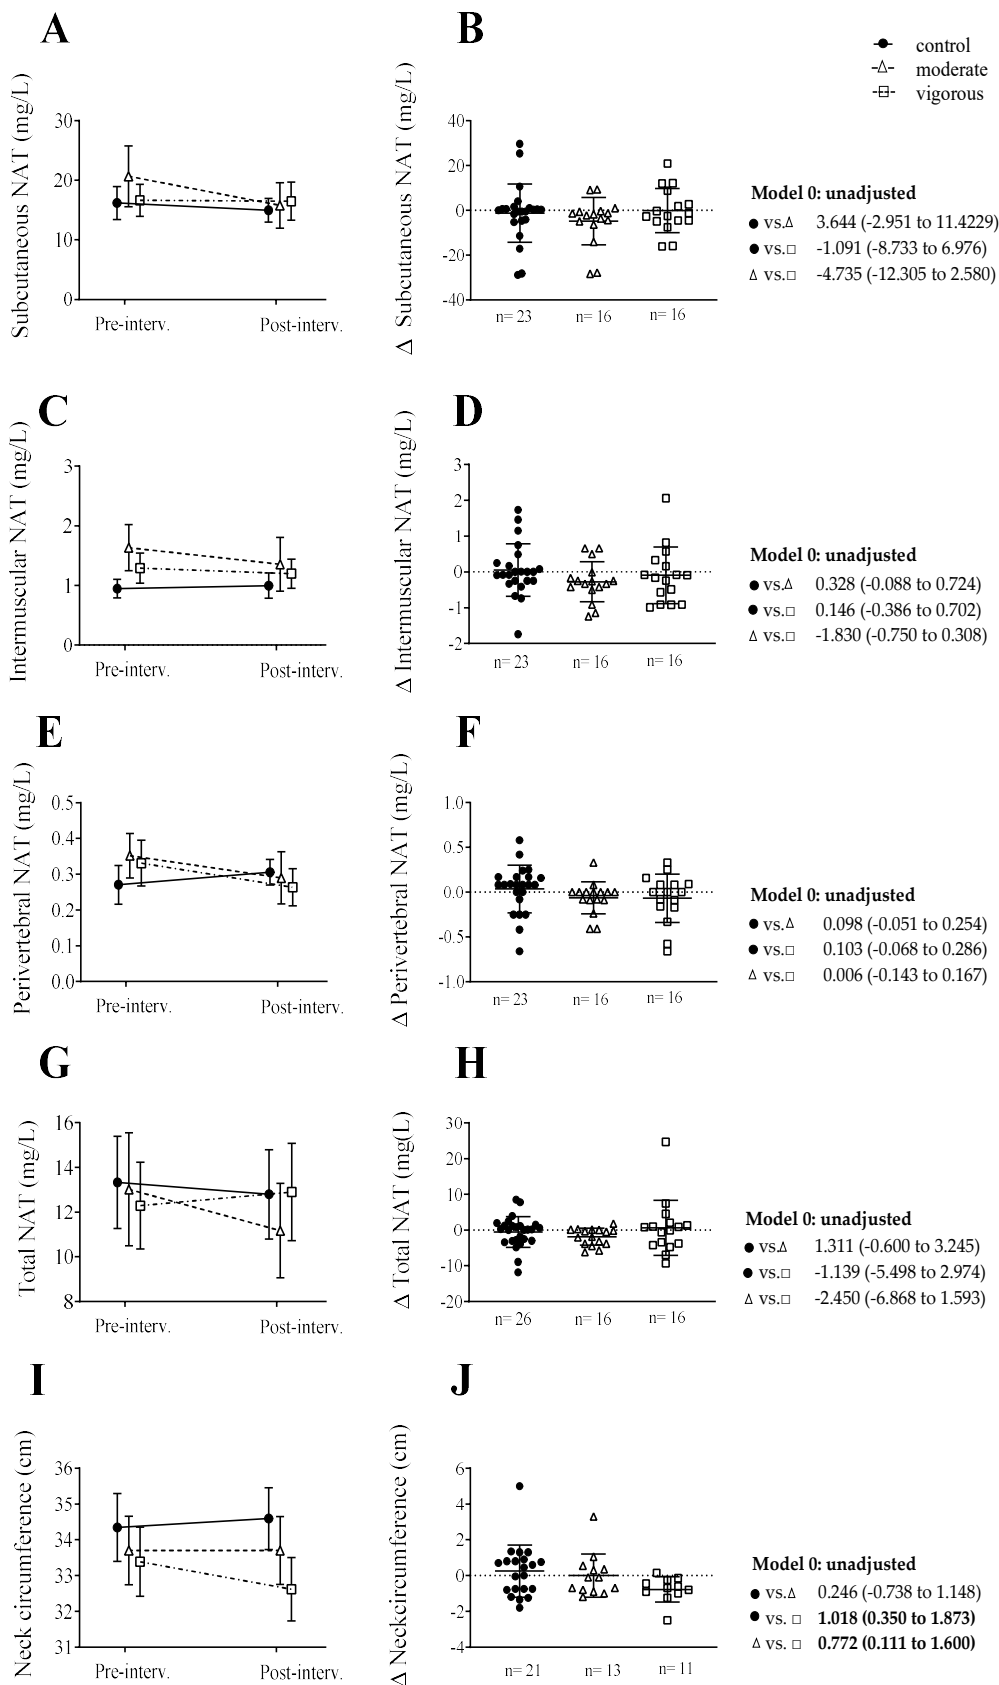 A
B
control
moderate
vigorous
Subcutaneous NAT (mg/L)
30
20
10
0
Pre-interv.
Post-interv.
Δ Subcutaneous NAT (mg/L)
40
20
0
-20
-40
n= 23
n= 16
n= 16
Model 0: unadjusted
● vs.Δ 3.644 (-2.951 to 11.4229)
● vs.□ -1.091 (-8.733 to 6.976)
Δ vs.□ -4.735 (-12.305 to 2.580)
C
D
Intermuscular NAT (mg/L)
3
2
1
0
Pre-interv.
Post-interv.
Δ Intermuscular NAT (mg/L)
3
2
1
0
-1
-2
n= 23
n= 16
n= 16
Model 0: unadjusted
● vs.Δ 0.328 (-0.088 to 0.724)
● vs.□ 0.146 (-0.386 to 0.702)
Δ vs.□ -1.830 (-0.750 to 0.308)
E
F
Perivertebral NAT (mg/L)
0.5
0.4
0.3
0.2
0.1
0.0
Pre-interv.
Post-interv.
Δ Perivertebral NAT (mg/L)
1.0
0.5
0.0
-0.5
-1.0
n= 23
n= 16
n= 16
Model 0: unadjusted
● vs.Δ 0.098 (-0.051 to 0.254)
● vs.□ 0.103 (-0.068 to 0.286)
Δ vs.□ 0.006 (-0.143 to 0.167)
G
H
Total NAT (mg/L)
16
14
12
10
8
Pre-interv.
Post-interv.
Δ Total NAT (mg(L)
30
20
10
0
-10
-20
n= 26
n= 16
n= 16
Model 0: unadjusted
● vs.Δ 1.311 (-0.600 to 3.245)
● vs.□ -1.139 (-5.498 to 2.974)
Δ vs.□ -2.450 (-6.868 to 1.593)
I
J
Neck circumference (cm)
36
35
34
33
32
31
Pre-interv.
Post-interv.
Δ Neckcircumference (cm)
6
4
2
0
-2
-4
n= 21
n= 13
n= 11
Model 0: unadjusted
● vs.Δ 0.246 (-0.738 to 1.148)
● vs. □ 1.018 (0.350 to 1.873)
Δ vs. □ 0.772 (0.111 to 1.600)